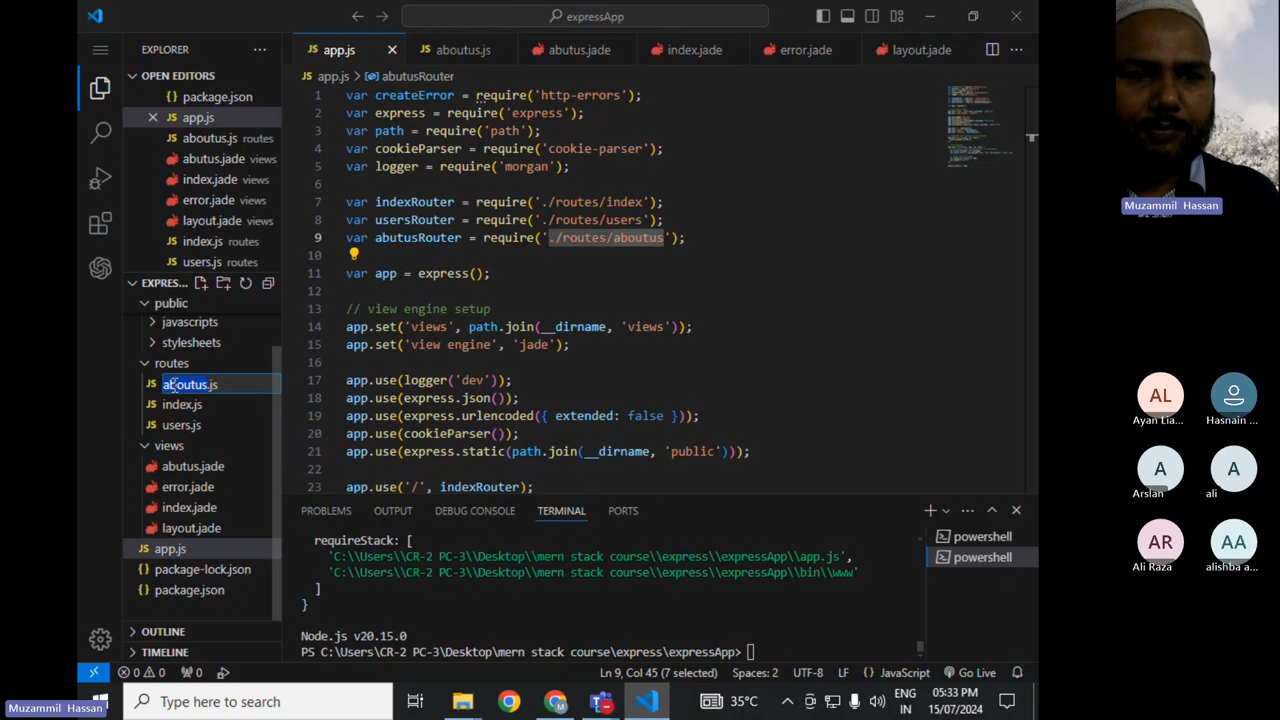 expressApp
EXPLORER
app.js
aboutus.js
abutus.jade
index.jade
error.jade
layout.jade
OPEN EDITORS
package.json
app.js
aboutus.js routes
abutus.jade views
index.jade views
error.jade views
layout.jade views
index.js routes
users.js routes
EXPRES...
public
javascripts
stylesheets
routes
aboutus.js
index.js
users.js
views
abutus.jade
error.jade
index.jade
layout.jade
app.js
package-lock.json
package.json
OUTLINE
TIMELINE
app.js > abutusRouter
1 var createError = require('http-errors');
2 var express = require('express');
3 var path = require('path');
4 var cookieParser = require('cookie-parser');
5 var logger = require('morgan');
6
7 var indexRouter = require('./routes/index');
8 var usersRouter = require('./routes/users');
9 var abutusRouter = require('./routes/aboutus');
10
11 var app = express();
12
13 // view engine setup
14 app.set('views', path.join(__dirname, 'views'));
15 app.set('view engine', 'jade');
16
17 app.use(logger('dev'));
18 app.use(express.json());
19 app.use(express.urlencoded({ extended: false }));
20 app.use(cookieParser());
21 app.use(express.static(path.join(__dirname, 'public')));
22
23 app.use('/', indexRouter);
PROBLEMS
OUTPUT
DEBUG CONSOLE
TERMINAL
PORTS
requireStack: [
'C:\\Users\\CR-2 PC-3\\Desktop\\mern stack course\\express\\expressApp\\app.js',
'C:\\Users\\CR-2 PC-3\\Desktop\\mern stack course\\express\\expressApp\\bin\\www'
]
}
Node.js v20.15.0
PS C:\Users\CR-2 PC-3\Desktop\mern stack course\express\expressApp>
powershell
powershell
0 0 0
Ln 9, Col 45 (7 selected)
Spaces: 2
UTF-8
LF
{} JavaScript
Go Live
Type here to search
35°C
ENG
IN
05:33 PM
15/07/2024
Muzammil Hassan
Muzammil Hassan
AL
Ayan Lia...
Hasnain ...
A
Arslan
A
ali
AR
Ali Raza
AA
alishba a...